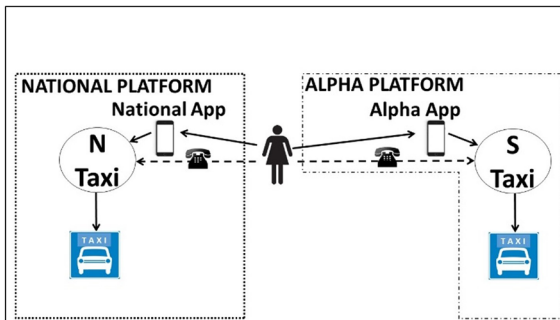 NATIONAL PLATFORM
National App
ALPHA PLATFORM
Alpha App
N
Taxi
S
Taxi
TAXI
TAXI